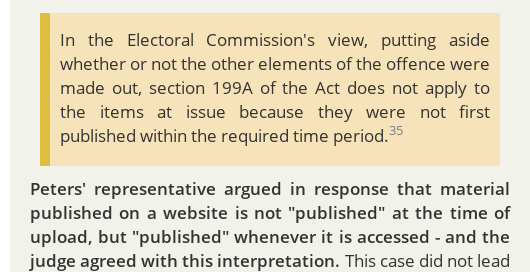 In the Electoral Commission's view, putting aside
whether or not the other elements of the offence were
made out, section 199A of the Act does not apply to
the items at issue because they were not first
published within the required time period.35
Peters' representative argued in response that material
published on a website is not "published" at the time of
upload, but "published" whenever it is accessed - and the
judge agreed with this interpretation. This case did not lead